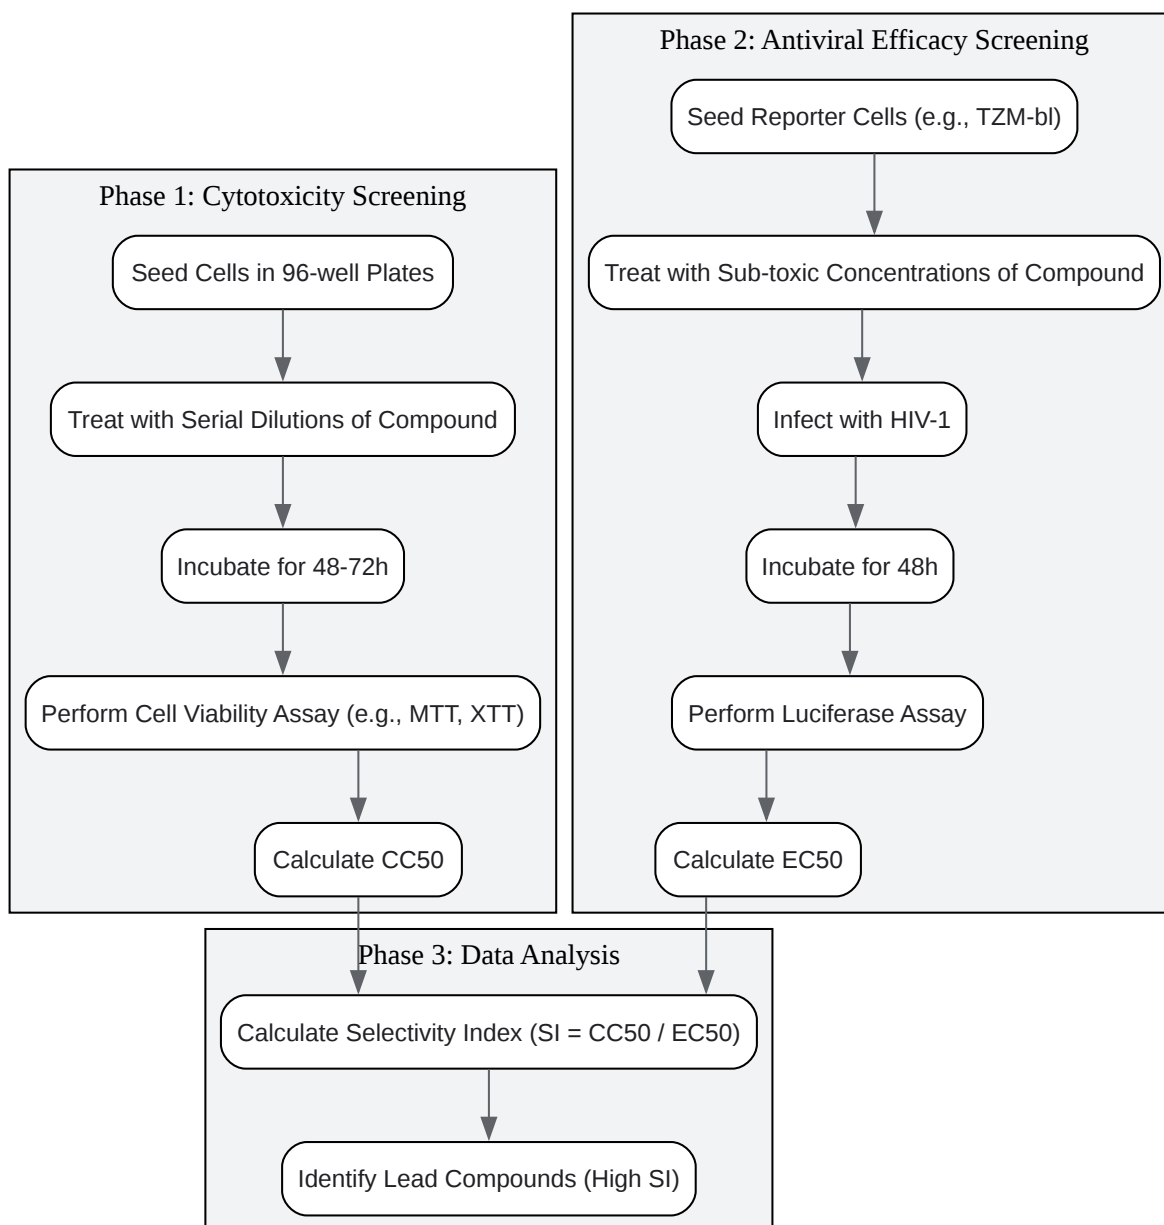 Phase 1: Cytotoxicity Screening
Seed Cells in 96-well Plates
Treat with Serial Dilutions of Compound
Incubate for 48-72h
Perform Cell Viability Assay (e.g., MTT, XTT)
Calculate CC50
Phase 2: Antiviral Efficacy Screening
Seed Reporter Cells (e.g., TZM-bl)
Treat with Sub-toxic Concentrations of Compound
Infect with HIV-1
Incubate for 48h
Perform Luciferase Assay
Calculate EC50
Phase 3: Data Analysis
Calculate Selectivity Index (SI = CC50 / EC50)
Identify Lead Compounds (High SI)